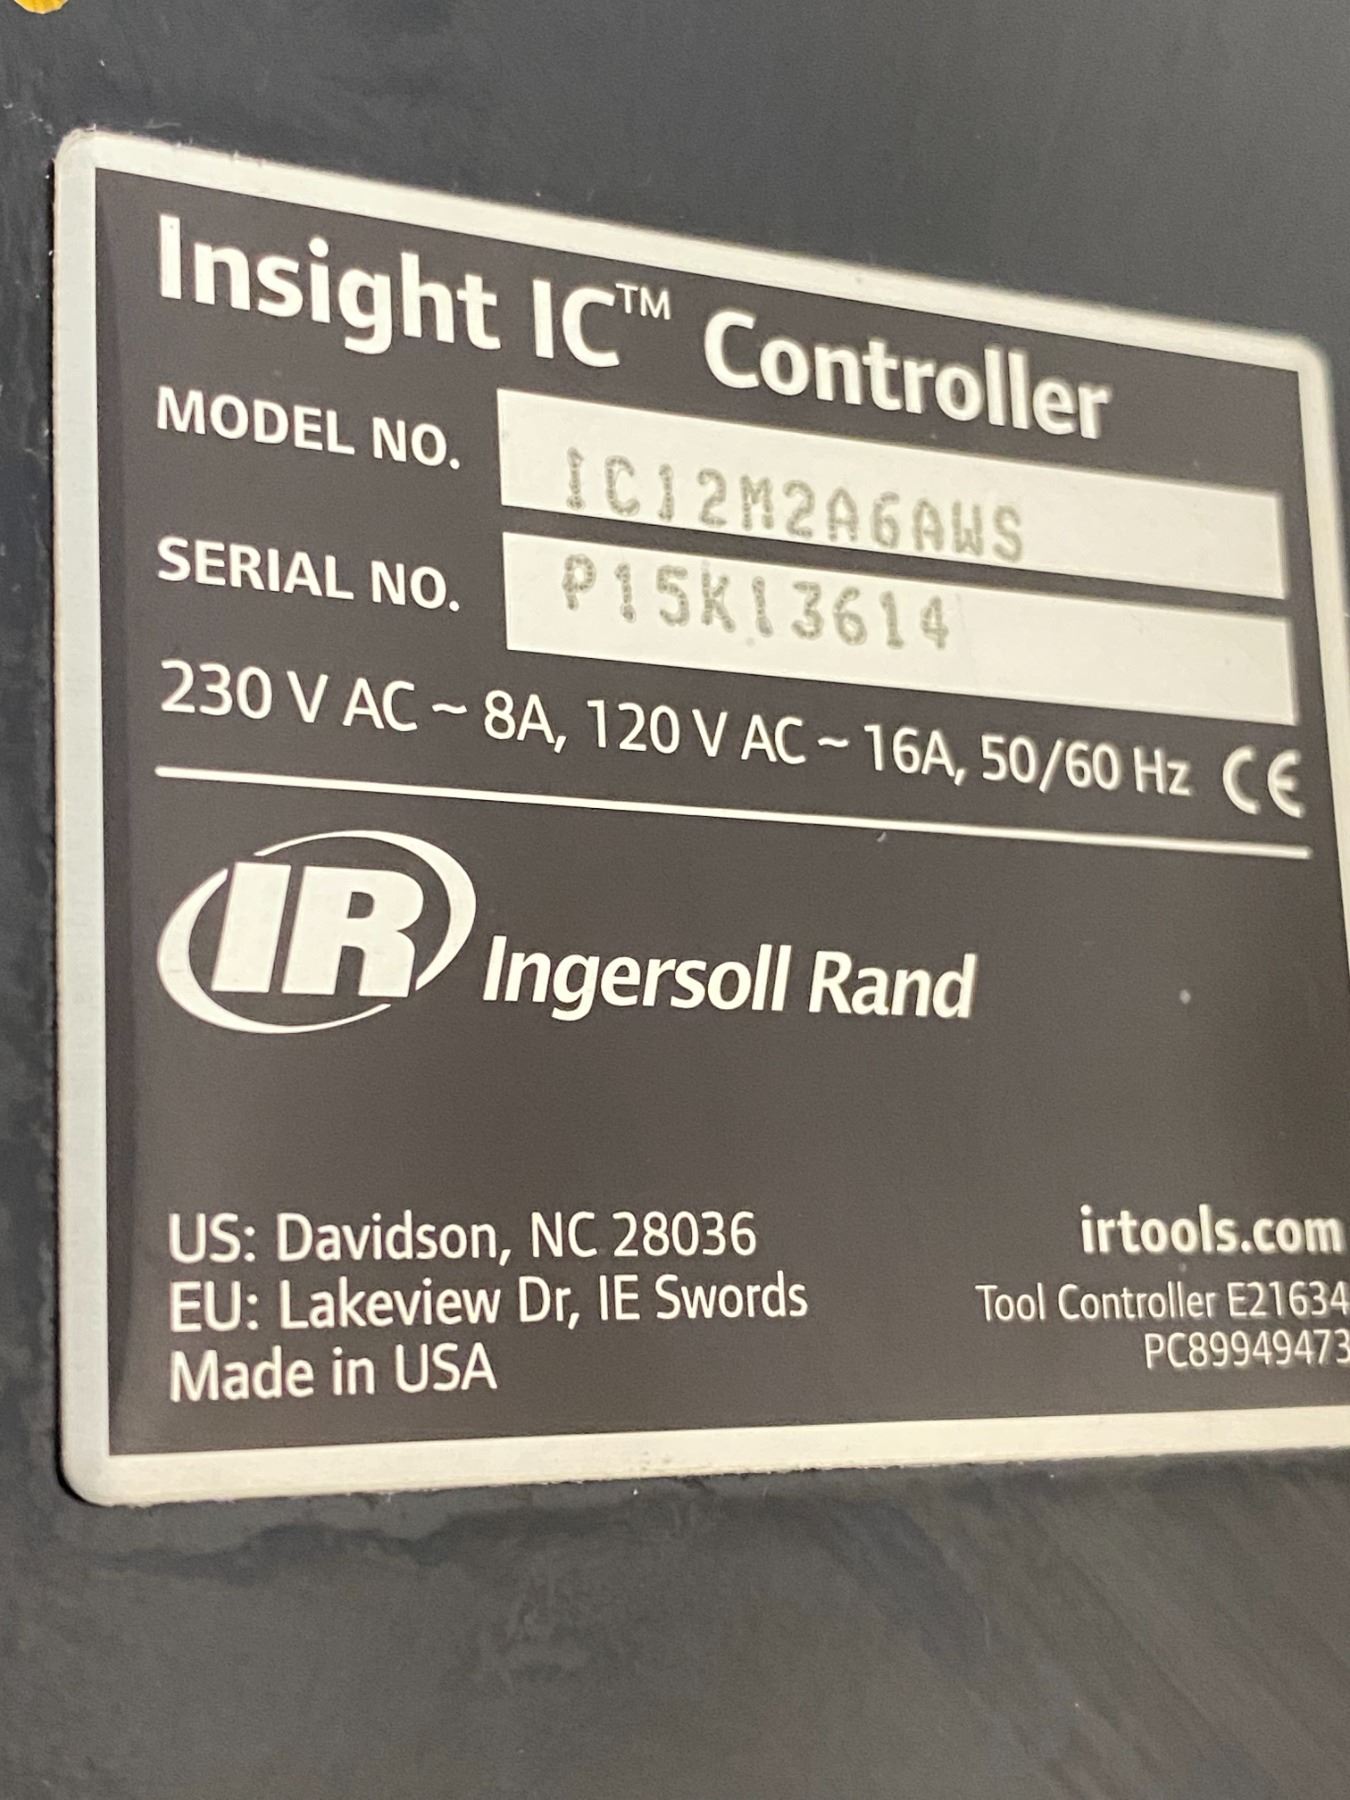 Insight IC™ Controller
MODEL NO. IC12M2A6AWS
SERIAL NO. P15K13614
230 V AC ~ 8A, 120 V AC ~ 16A, 50/60 Hz CE
IR Ingersoll Rand
US: Davidson, NC 28036
EU: Lakeview Dr, IE Swords
Made in USA
irtools.com
Tool Controller E21634
PC89949473